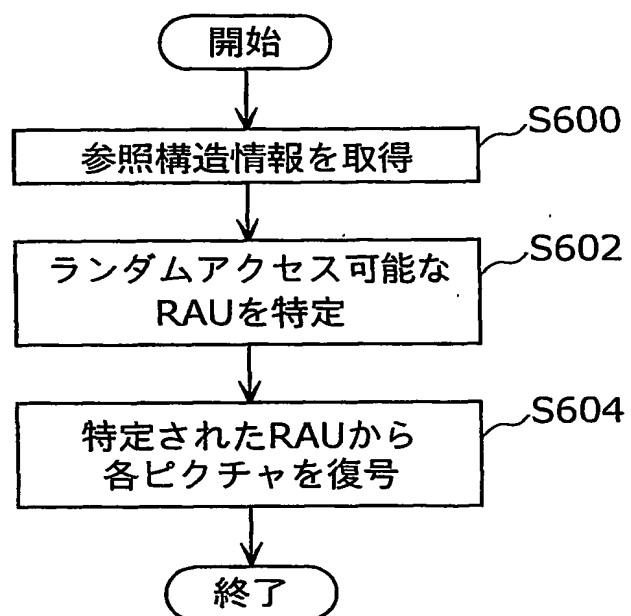 開始
S600
参照構造情報を取得
S602
ランダムアクセス可能な
RAUを特定
S604
特定されたRAUから
各ピクチャを復号
終了